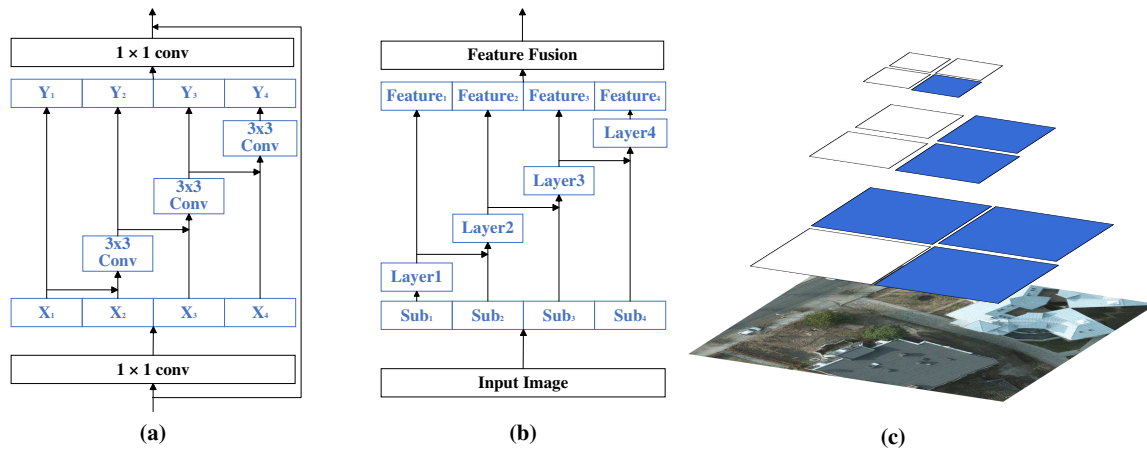 1 × 1 conv
Y₁ Y₂ Y₃ Y₄
3x3
Conv
3x3
Conv
3x3
Conv
X₁ X₂ X₃ X₄
1 × 1 conv
(a)
Feature Fusion
Feature₁ Feature₂ Feature₃ Feature₄
Layer4
Layer3
Layer2
Layer1
Sub₁ Sub₂ Sub₃ Sub₄
Input Image
(b)
(c)